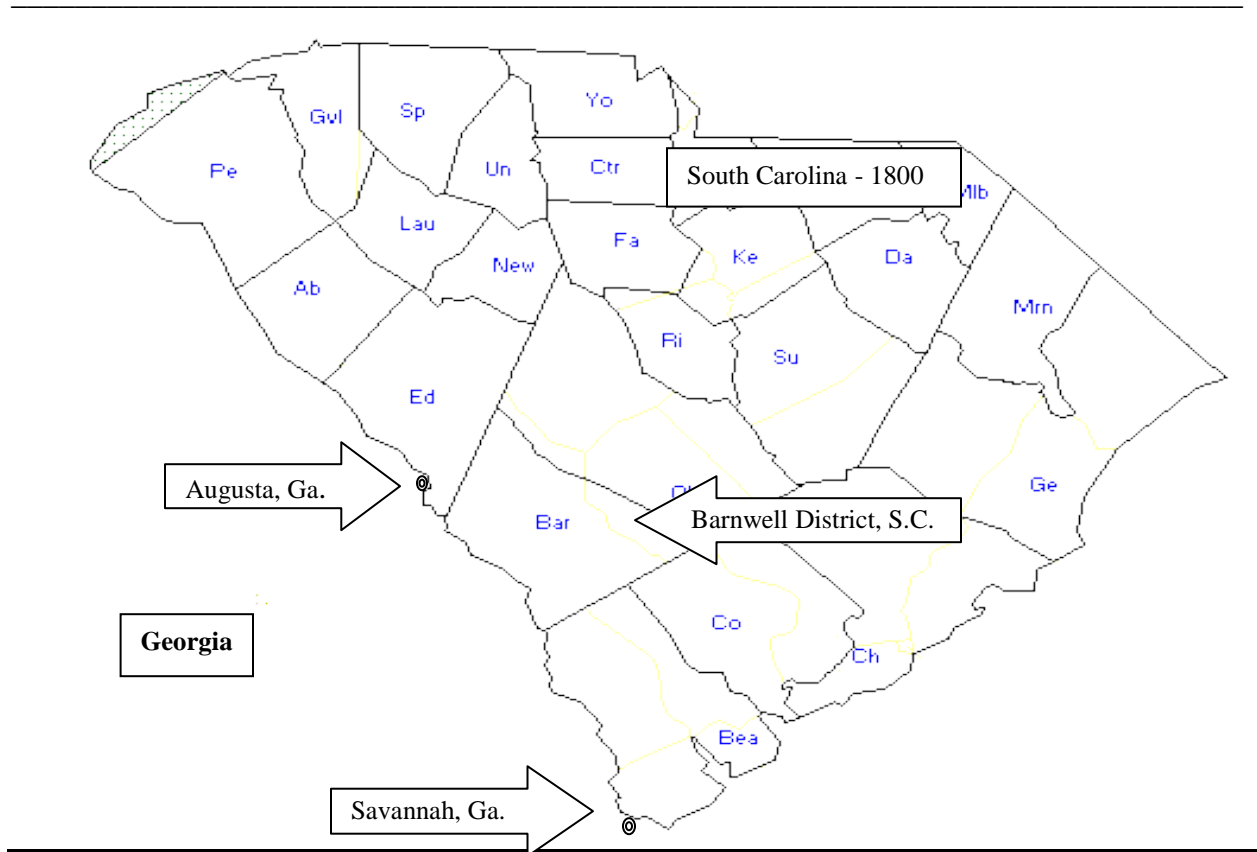 Yo
Sp
Gvl
Pe
Un
Ctr
South Carolina - 1800
Mlb
Lau
Fa
Ke
Da
New
Ab
Mrn
Ri
Su
Ed
Augusta, Ga.
Ge
Bar
Barnwell District, S.C.
Georgia
Co
Ch
Bea
Savannah, Ga.